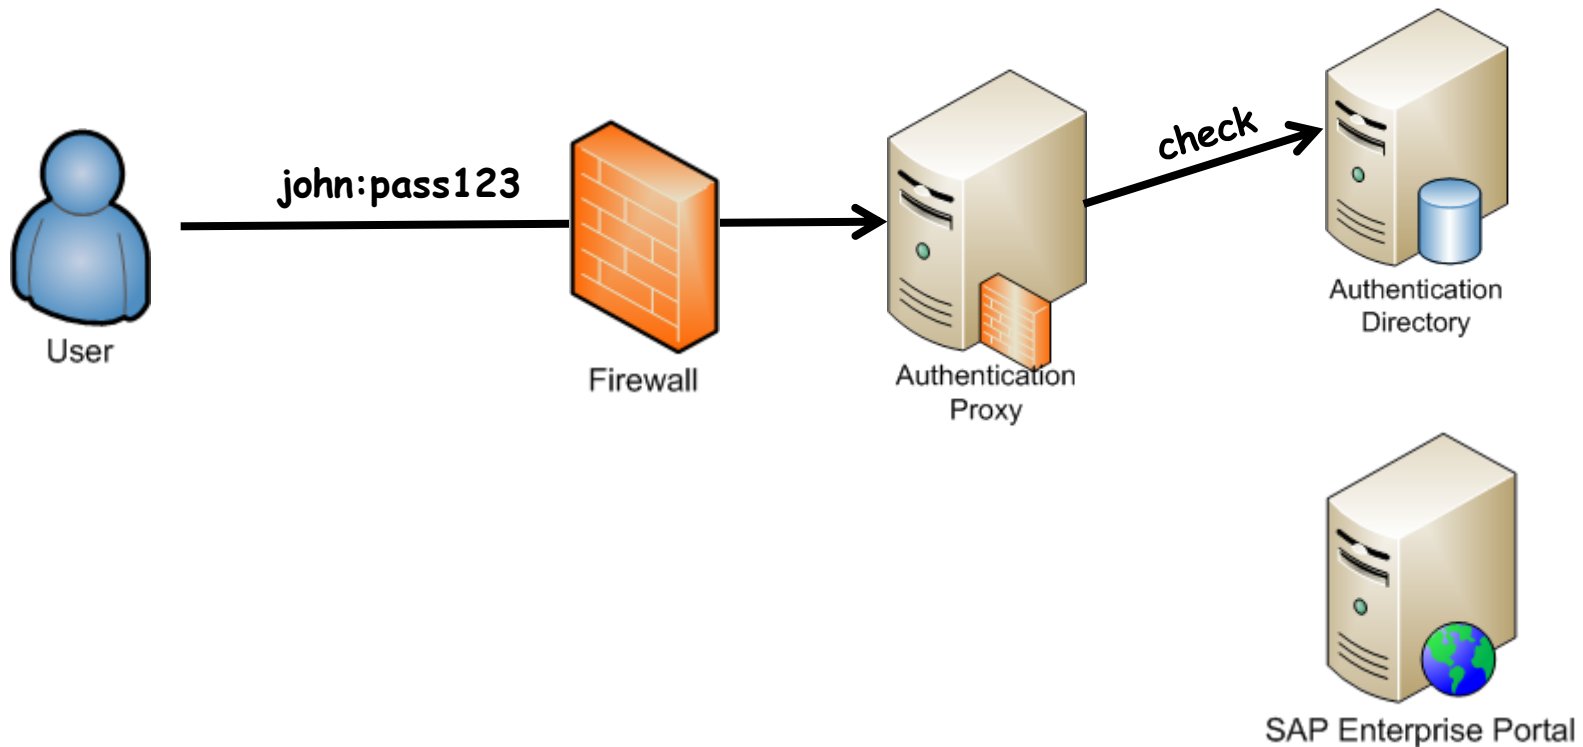 john:pass123
check
User
Firewall
Authentication
Proxy
Authentication
Directory
SAP Enterprise Portal